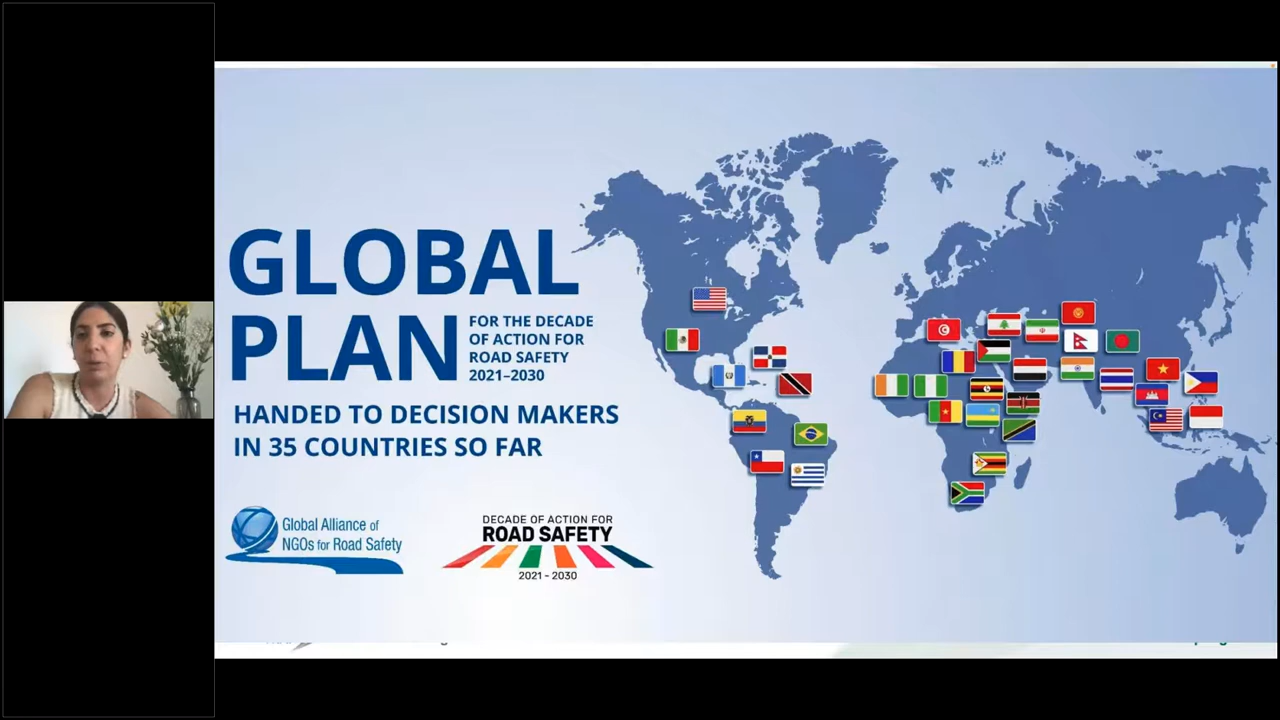 GLOBAL
PLAN
FOR THE DECADE
OF ACTION FOR
ROAD SAFETY
2021–2030
HANDED TO DECISION MAKERS
IN 35 COUNTRIES SO FAR
Global Alliance of
NGOs for Road Safety
DECADE OF ACTION FOR
ROAD SAFETY
2021 - 2030